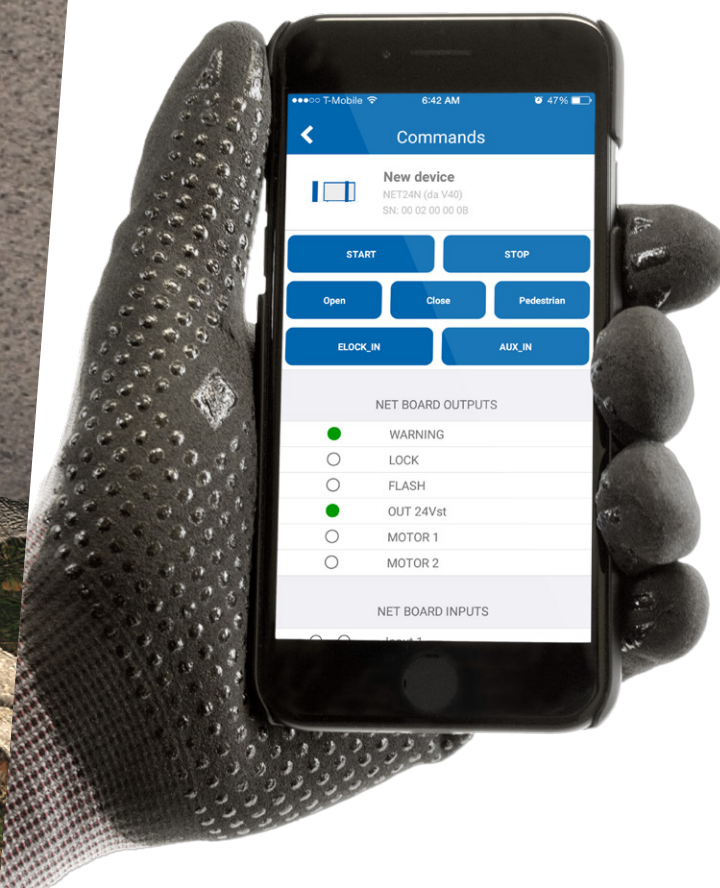 ●●●○○ T-Mobile 6:42 AM 47%
Commands
New device
NET24N (da V40)
SN: 00 02 00 00 0B
START STOP
Open Close Pedestrian
ELOCK_IN AUX_IN
NET BOARD OUTPUTS
WARNING
LOCK
FLASH
OUT 24Vst
MOTOR 1
MOTOR 2
NET BOARD INPUTS
Input 1